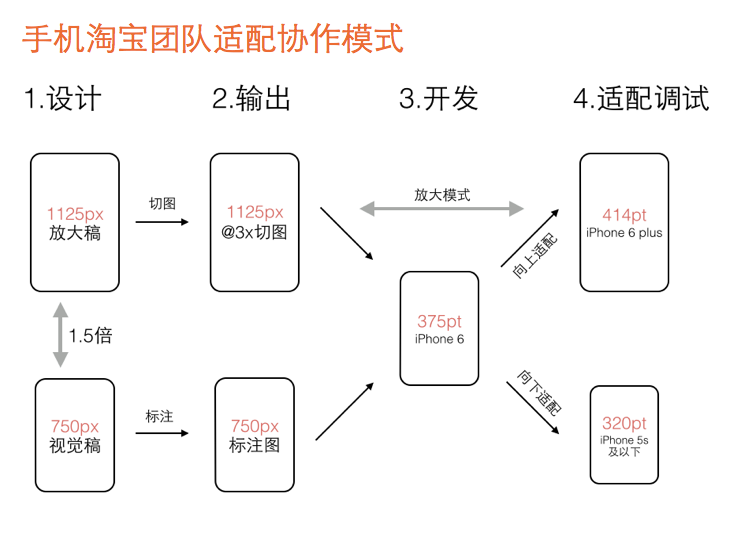 手机淘宝团队适配协作模式
1.设计
2.输出
3.开发
4.适配调试
1125px
放大稿
切图
1125px
@3x切图
放大模式
414pt
iPhone 6 plus
向上适配
1.5倍
375pt
iPhone 6
750px
视觉稿
标注
750px
标注图
向下适配
320pt
iPhone 5s
及以下